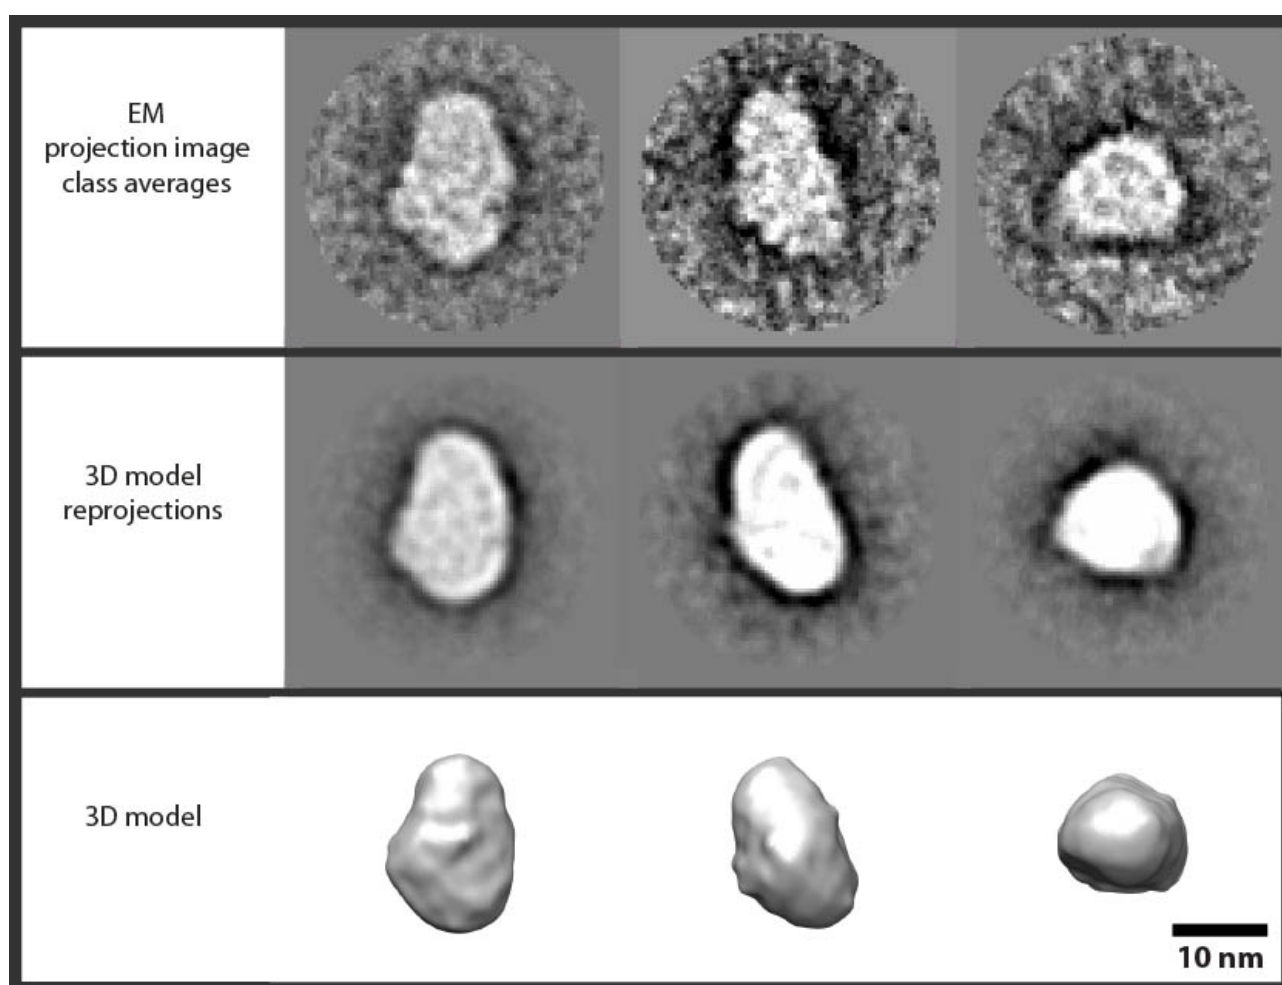 EM
projection image
class averages
3D model
reprojections
3D model
10 nm